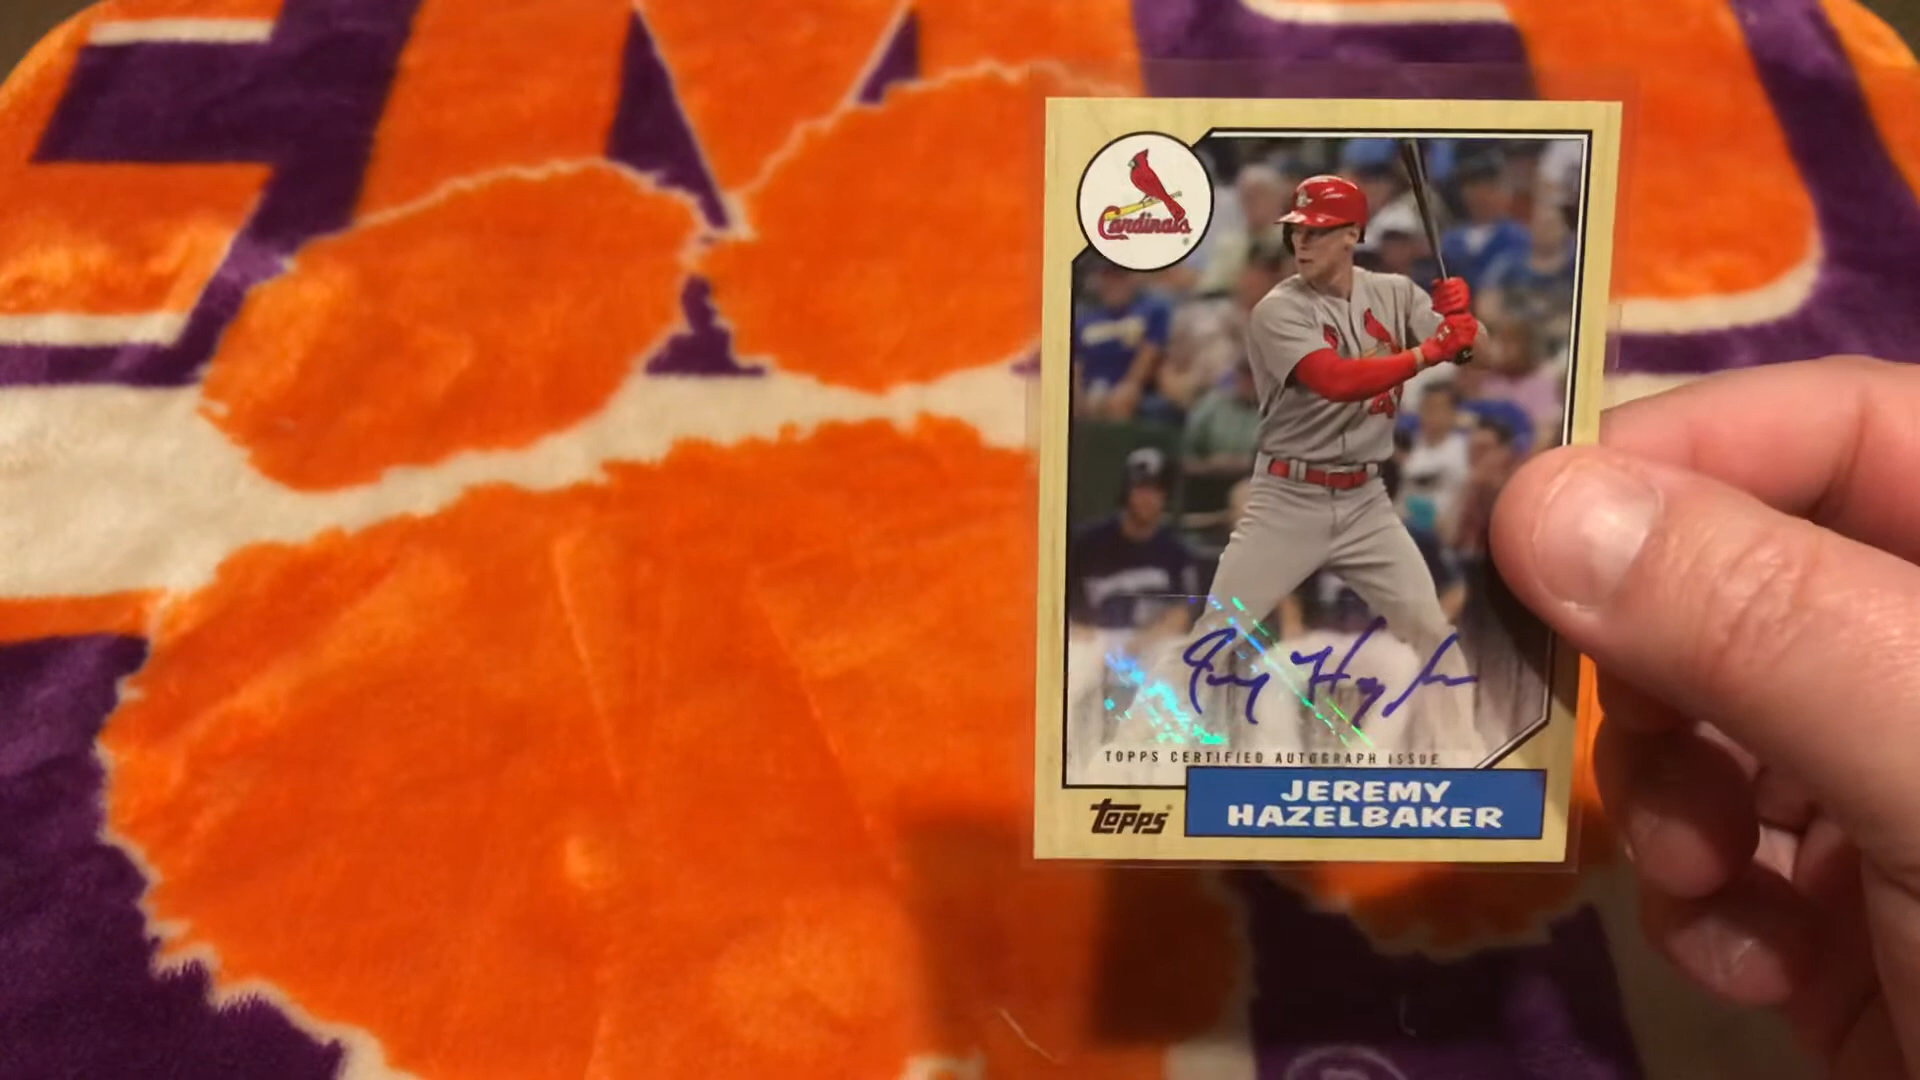 Cardinals
TOPPS CERTIFIED AUTOGRAPH ISSUE
topps
JEREMY
HAZELBAKER